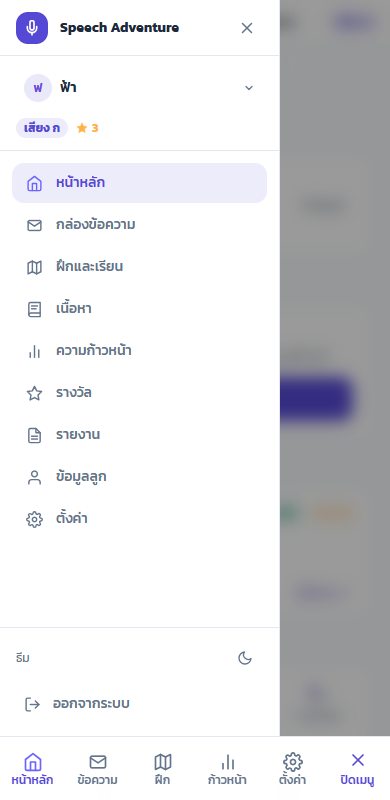 Speech Adventure
ฟ ฟ้า
เสียง ก 3
หน้าหลัก
กล่องข้อความ
ฝึกและเรียน
เนื้อหา
ความก้าวหน้า
รางวัล
รายงาน
ข้อมูลลูก
ตั้งค่า
ธีม
ออกจากระบบ
หน้าหลัก ข้อความ ฝึก ก้าวหน้า ตั้งค่า ปิดเมนู